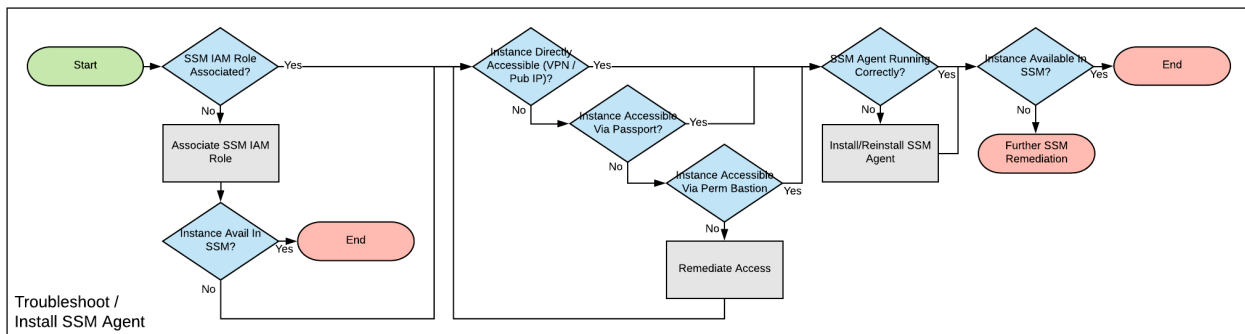 Start
SSM IAM Role
Associated?
Yes
No
Associate SSM IAM
Role
Instance Avail In
SSM?
Yes
End
No
Instance Directly
Accessible (VPN /
Pub IP)?
Yes
No
Instance Accessible
Via Passport?
Yes
No
Instance Accessible
Via Perm Bastion
Yes
No
Remediate Access
SSM Agent Running
Correctly?
Yes
No
Install/Reinstall SSM
Agent
Instance Available In
SSM?
Yes
End
No
Further SSM
Remediation
Troubleshoot /
Install SSM Agent